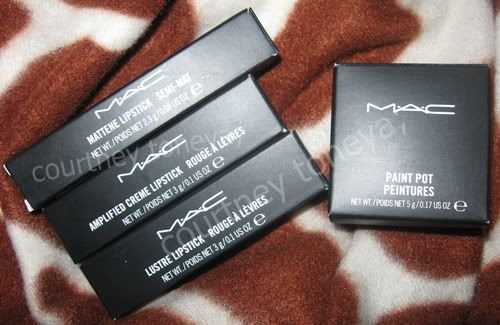 MAC
MATTENE LIPSTICK SEMI-MAT
NET WT./POIDS NET 2.3 g/0.08 US OZ e
MAC
AMPLIFIED CREME LIPSTICK · ROUGE À LÈVRES
NET WT./POIDS NET 3 g/0.1 US OZ e
MAC
LUSTRE LIPSTICK · ROUGE À LÈVRES
NET WT./POIDS NET 3 g/0.1 US OZ e
M·A·C
PAINT POT
PEINTURES
NET WT./POIDS NET 5 g/0.17 US OZ e
courtney toneya,
courtney toneya,